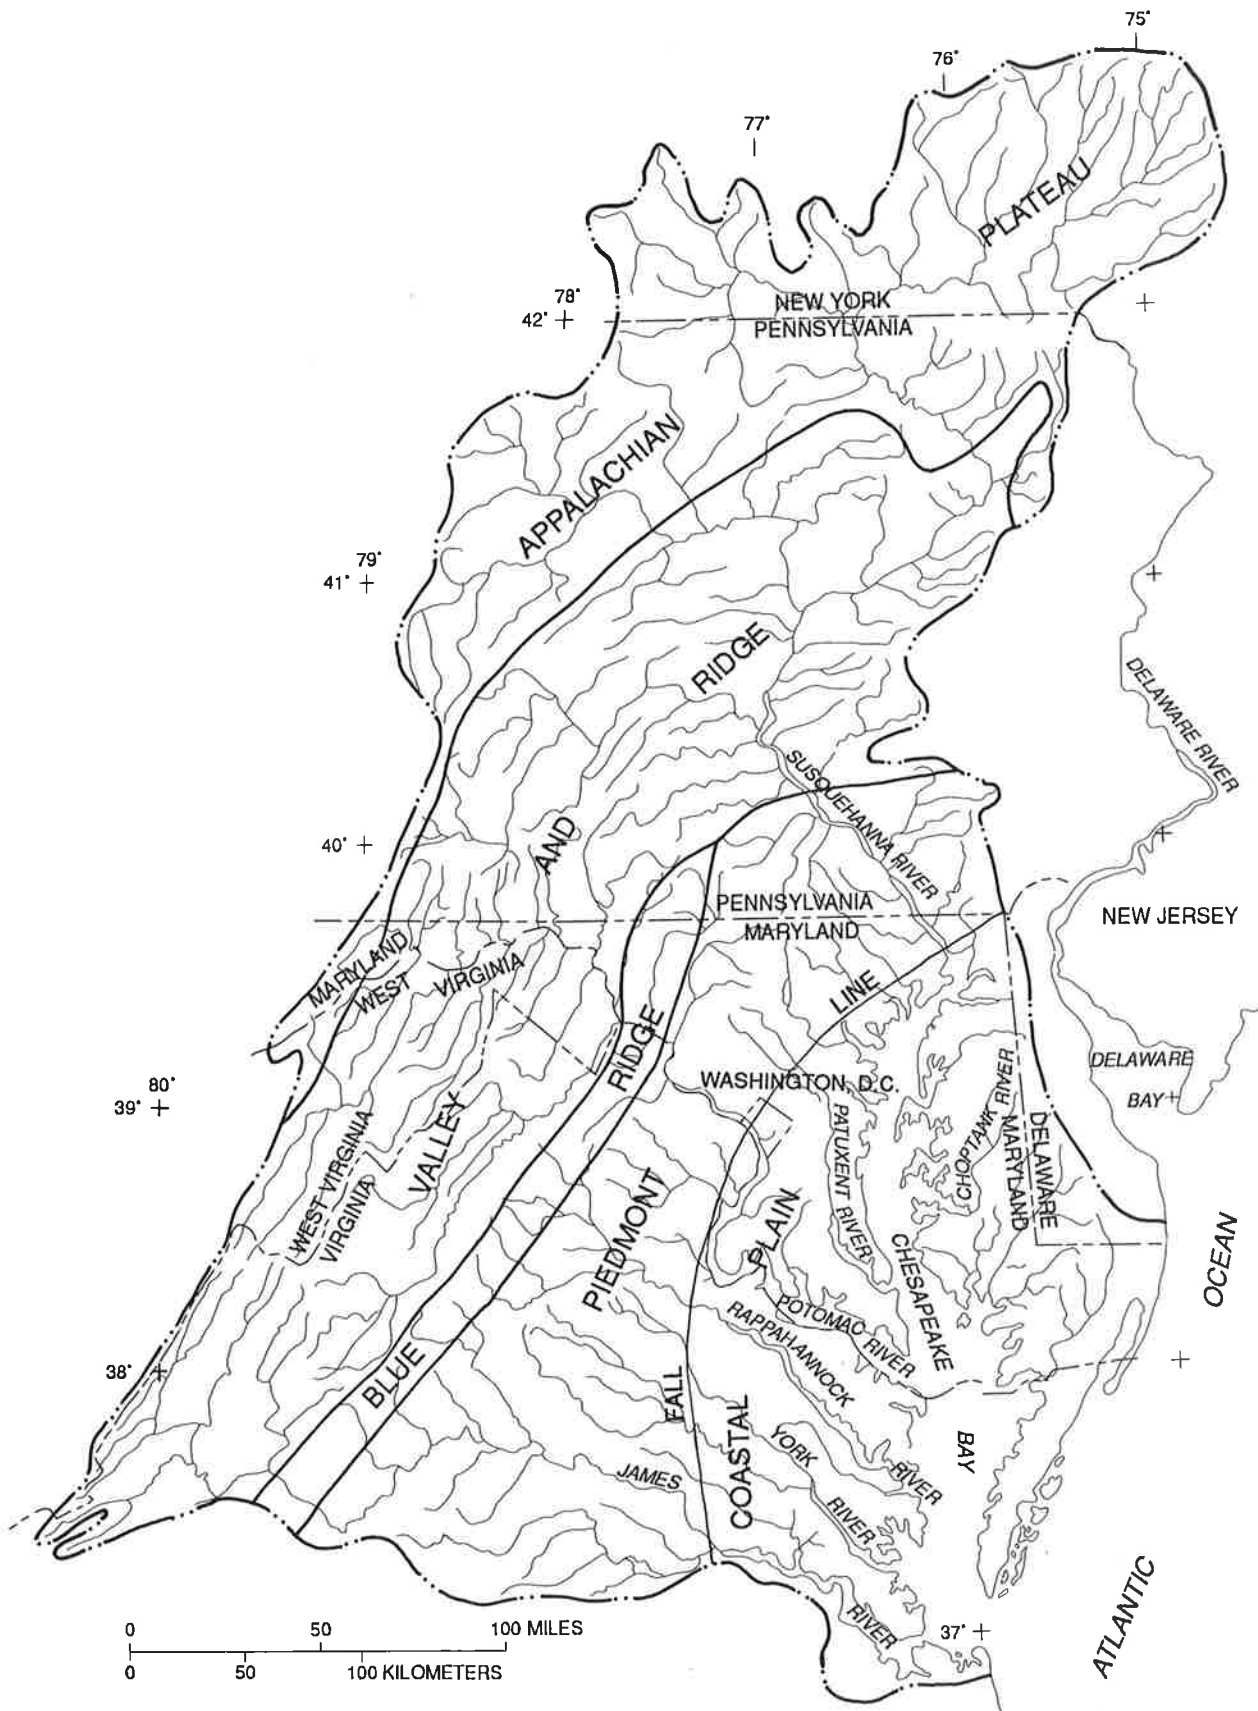 75°
76°
77°
PLATEAU
78°
42°
NEW YORK
PENNSYLVANIA
APPALACHIAN
79°
41°
RIDGE
DELAWARE RIVER
SUSQUEHANNA RIVER
40°
AND
PENNSYLVANIA
MARYLAND
NEW JERSEY
MARYLAND
WEST VIRGINIA
LINE
RIDGE
DELAWARE
BAY
WASHINGTON, D.C.
80°
39°
PATUXENT RIVER
CHOPTANK RIVER
MARYLAND
DELAWARE
WEST VIRGINIA
VIRGINIA
VALLEY
PIEDMONT
PLAIN
CHESAPEAKE
OCEAN
POTOMAC RIVER
RAPPAHANNOCK
38°
BLUE
FALL
COASTAL
YORK
BAY
JAMES
RIVER
RIVER
RIVER
ATLANTIC
37°
0 50 100 MILES
0 50 100 KILOMETERS